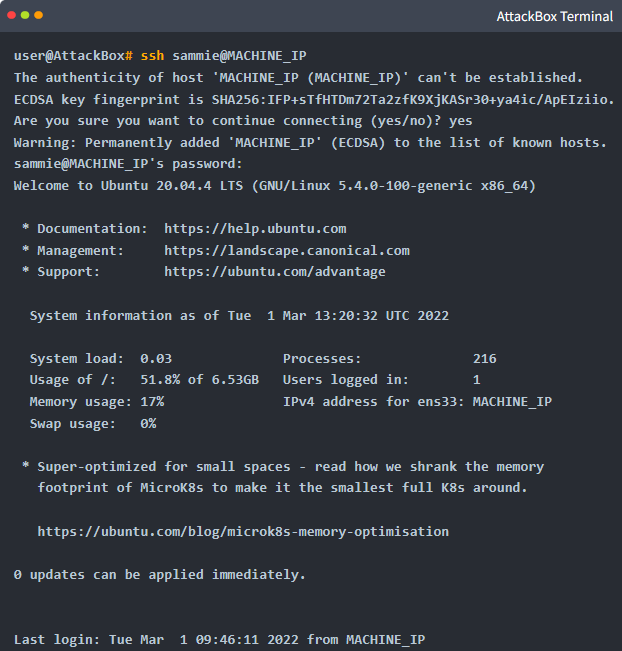 AttackBox Terminal
user@AttackBox# ssh sammie@MACHINE_IP
The authenticity of host 'MACHINE_IP (MACHINE_IP)' can't be established.
ECDSA key fingerprint is SHA256:IFP+sTfHTDm72Ta2zfK9XjKASr30+ya4ic/ApEIziio.
Are you sure you want to continue connecting (yes/no)? yes
Warning: Permanently added 'MACHINE_IP' (ECDSA) to the list of known hosts.
sammie@MACHINE_IP's password:
Welcome to Ubuntu 20.04.4 LTS (GNU/Linux 5.4.0-100-generic x86_64)
* Documentation:  https://help.ubuntu.com
* Management:     https://landscape.canonical.com
* Support:        https://ubuntu.com/advantage
System information as of Tue  1 Mar 13:20:32 UTC 2022
System load:  0.03              Processes:              216
Usage of /:   51.8% of 6.53GB   Users logged in:        1
Memory usage: 17%               IPv4 address for ens33: MACHINE_IP
Swap usage:   0%
* Super-optimized for small spaces - read how we shrank the memory
footprint of MicroK8s to make it the smallest full K8s around.
https://ubuntu.com/blog/microk8s-memory-optimisation
0 updates can be applied immediately.
Last login: Tue Mar  1 09:46:11 2022 from MACHINE_IP